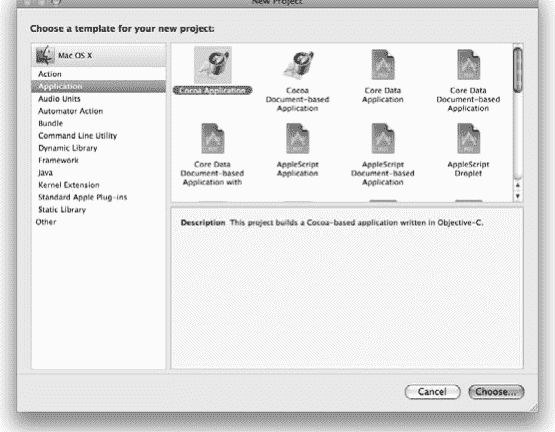 New Project
Choose a template for your new project:
Mac OS X
Action
Application
Audio Units
Automator Action
Bundle
Command Line Utility
Dynamic Library
Framework
Java
Kernel Extension
Standard Apple Plug-ins
Static Library
Other
Cocoa Application
Cocoa
Document-based
Application
Core Data
Application
Core Data
Document-based
Application
Core Data
Document-based
Application with
AppleScript
Application
AppleScript
Document-based
Application
AppleScript
Droplet
Description This project builds a Cocoa-based application written in Objective-C.
Cancel
Choose...